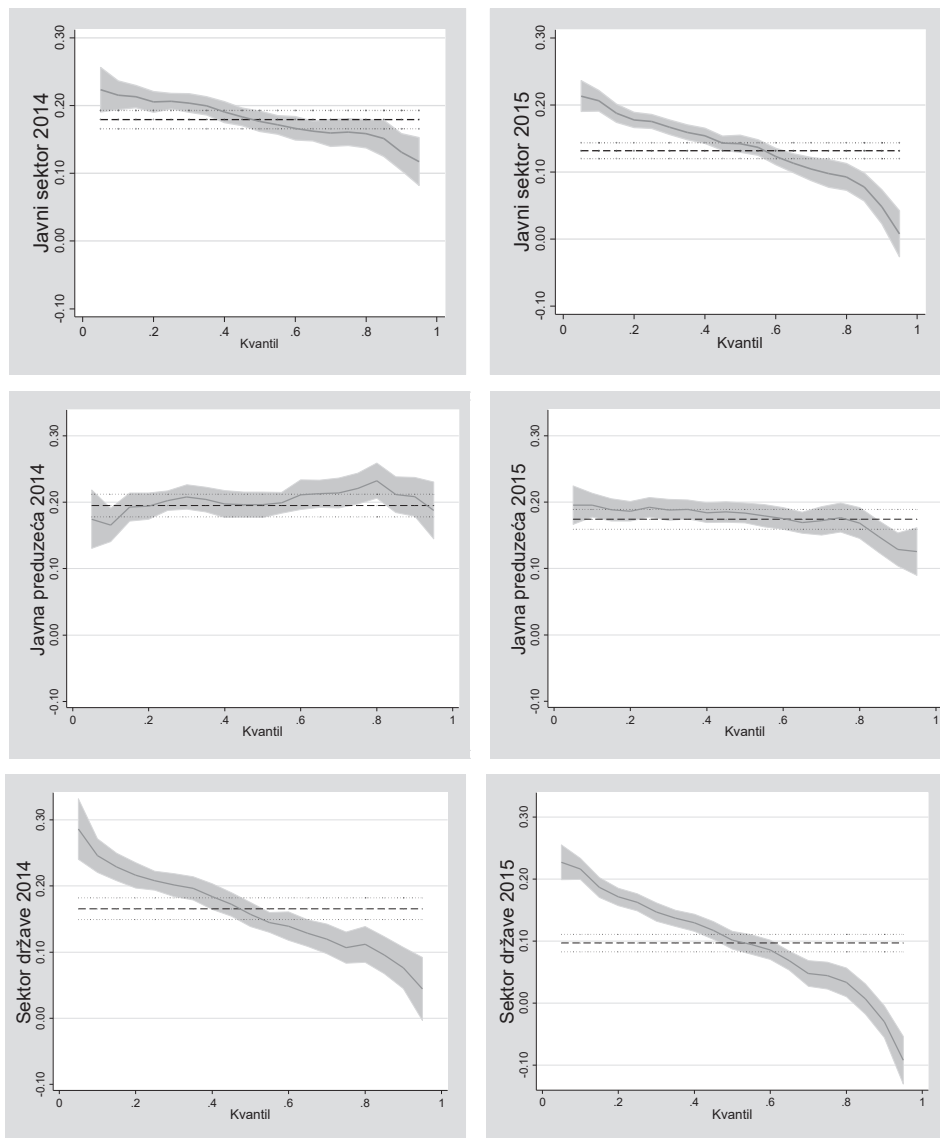 Javni sektor 2014
0.30
0.20
0.10
0.00
-0.10
0 .2 .4 .6 .8 1
Kvantil
Javni sektor 2015
0.30
0.20
0.10
0.00
-0.10
0 .2 .4 .6 .8 1
Kvantil
Javna preduzeća 2014
0.30
0.20
0.10
0.00
-0.10
0 .2 .4 .6 .8 1
Kvantil
Javna preduzeća 2015
0.30
0.20
0.10
0.00
-0.10
0 .2 .4 .6 .8 1
Kvantil
Sektor države 2014
0.30
0.20
0.10
0.00
-0.10
0 .2 .4 .6 .8 1
Kvantil
Sektor države 2015
0.30
0.20
0.10
0.00
-0.10
0 .2 .4 .6 .8 1
Kvantil